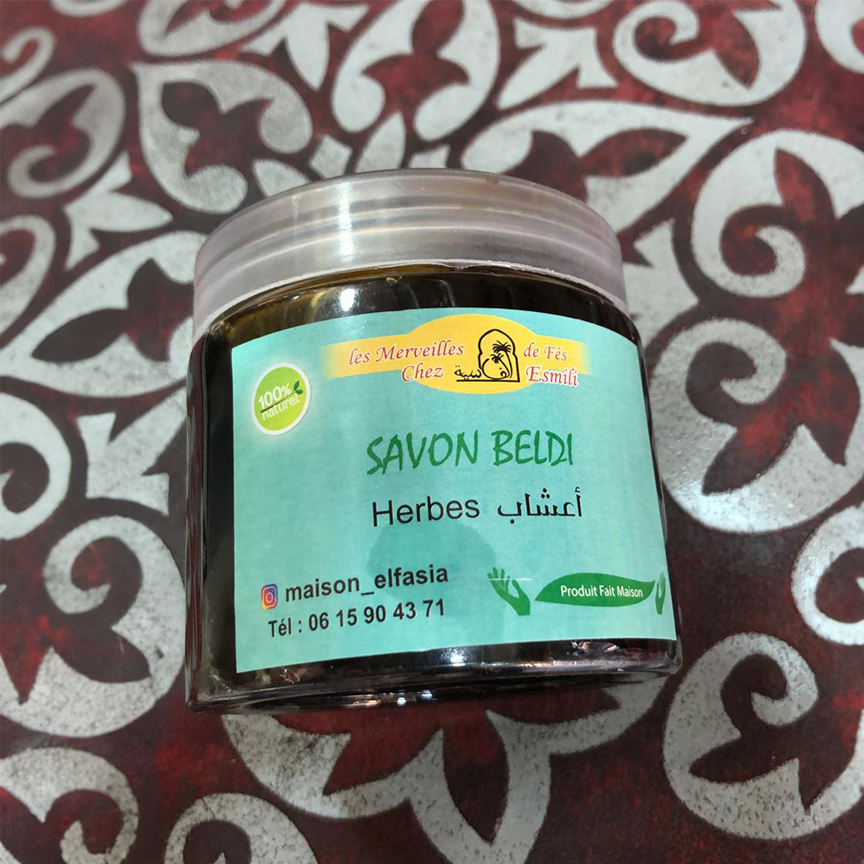 les Merveilles de Fès
Chez Esmili
100%
naturel
SAVON BELDI
Herbes أعشاب
maison_elfasia
Produit Fait Maison
Tél : 06 15 90 43 71